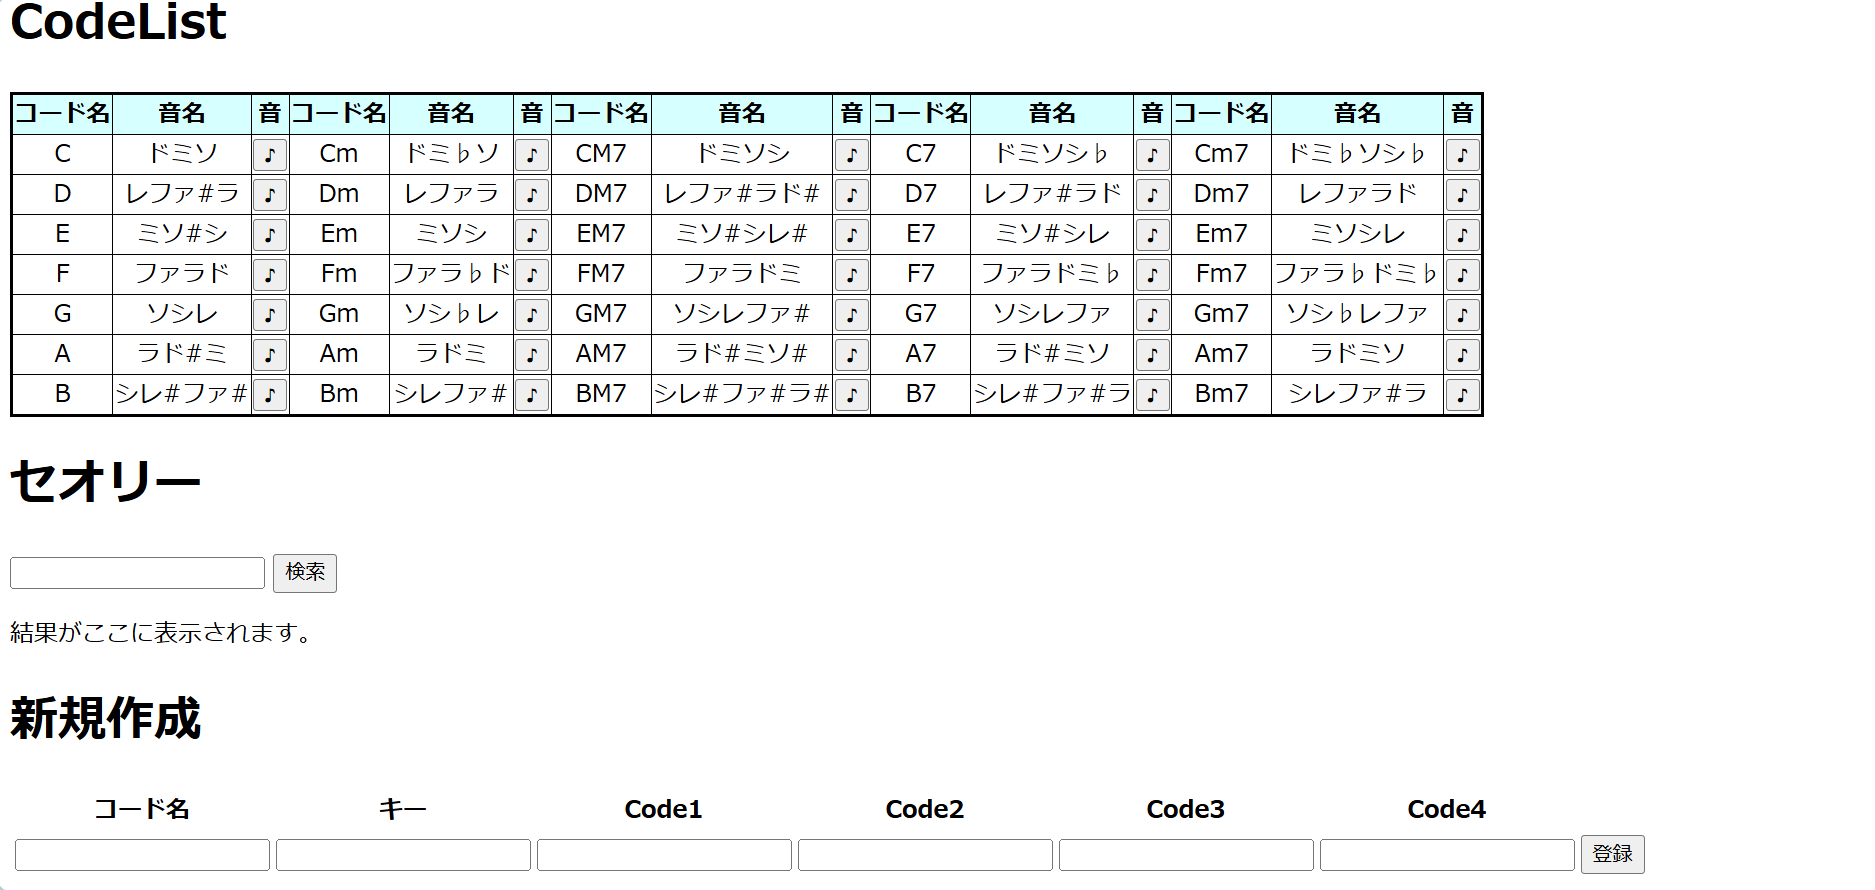 CodeList
コード名 音名 音 コード名 音名 音 コード名 音名 音 コード名 音名 音 コード名 音名 音
C ドミソ ♪ Cm ドミ♭ソ ♪ CM7 ドミソシ ♪ C7 ドミソシ♭ ♪ Cm7 ドミ♭ソシ♭ ♪
D レファ#ラ ♪ Dm レファラ ♪ DM7 レファ#ラド# ♪ D7 レファ#ラド ♪ Dm7 レファラド ♪
E ミソ#シ ♪ Em ミソシ ♪ EM7 ミソ#シレ# ♪ E7 ミソ#シレ ♪ Em7 ミソシレ ♪
F ファラド ♪ Fm ファラ♭ド ♪ FM7 ファラドミ ♪ F7 ファラドミ♭ ♪ Fm7 ファラ♭ドミ♭ ♪
G ソシレ ♪ Gm ソシ♭レ ♪ GM7 ソシレファ# ♪ G7 ソシレファ ♪ Gm7 ソシ♭レファ ♪
A ラド#ミ ♪ Am ラドミ ♪ AM7 ラド#ミソ# ♪ A7 ラド#ミソ ♪ Am7 ラドミソ ♪
B シレ#ファ# ♪ Bm シレファ# ♪ BM7 シレ#ファ#ラ# ♪ B7 シレ#ファ#ラ ♪ Bm7 シレファ#ラ ♪
セオリー
検索
結果がここに表示されます。
新規作成
コード名 キー Code1 Code2 Code3 Code4
登録